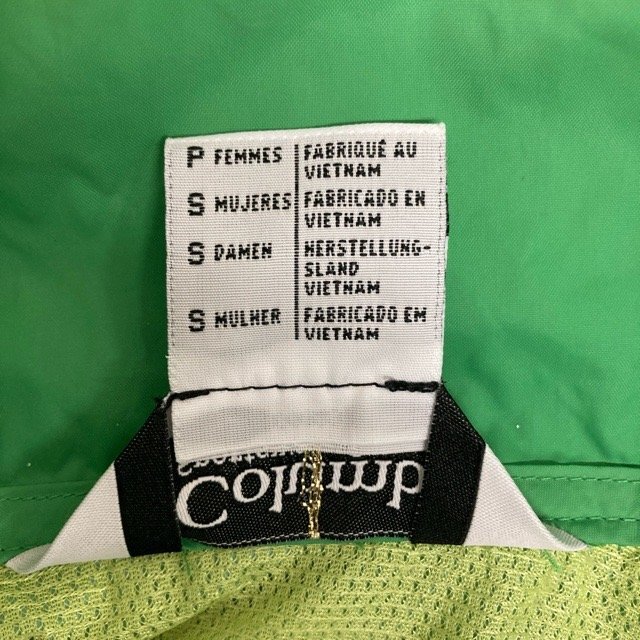 P FEMMES FABRIQUÉ AU
VIETNAM
S MUJERES FABRICADO EN
VIETNAM
S DAMEN HERSTELLUNG-
SLAND
VIETNAM
S MULHER FABRICADO EM
VIETNAM